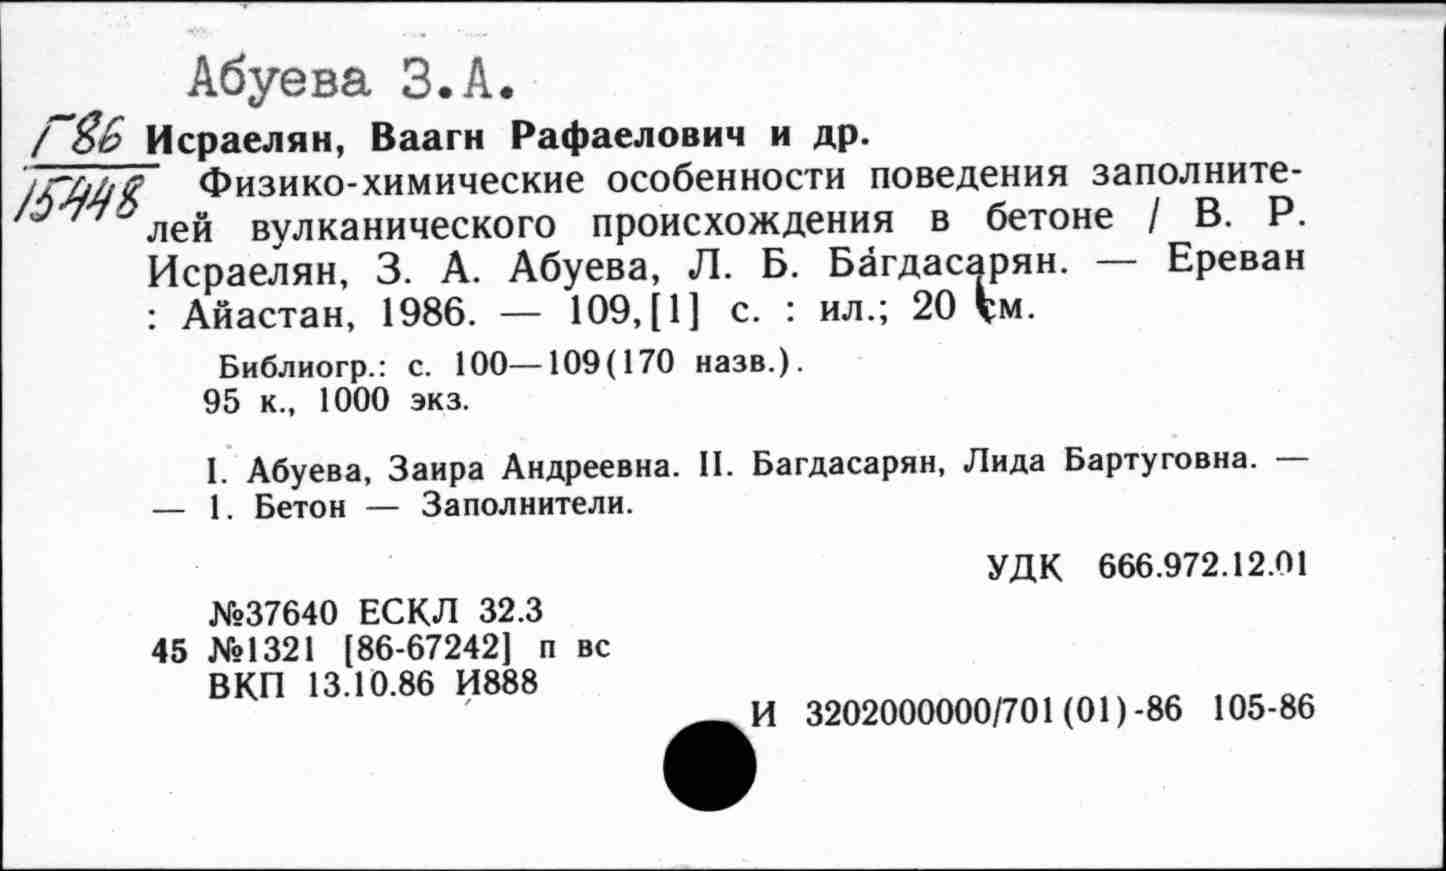 Абуева З.А.
Г86 Исраелян, Ваагн Рафаелович и др.
15448 Физико-химические особенности поведения заполните-
лей вулканического происхождения в бетоне / В. Р.
Исраелян, З. А. Абуева, Л. Б. Багдасарян. — Ереван
: Айастан, 1986. — 109,[1] с. : ил.; 20 см.
Библиогр.: с. 100—109(170 назв.).
95 к., 1000 экз.
I. Абуева, Заира Андреевна. II. Багдасарян, Лида Бартуговна. —
— 1. Бетон — Заполнители.
УДК 666.972.12.01
№37640 ЕСКЛ 32.3
45 №1321 [86-67242] п вс
ВКП 13.10.86 И888
И 3202000000/701(01)-86 105-86